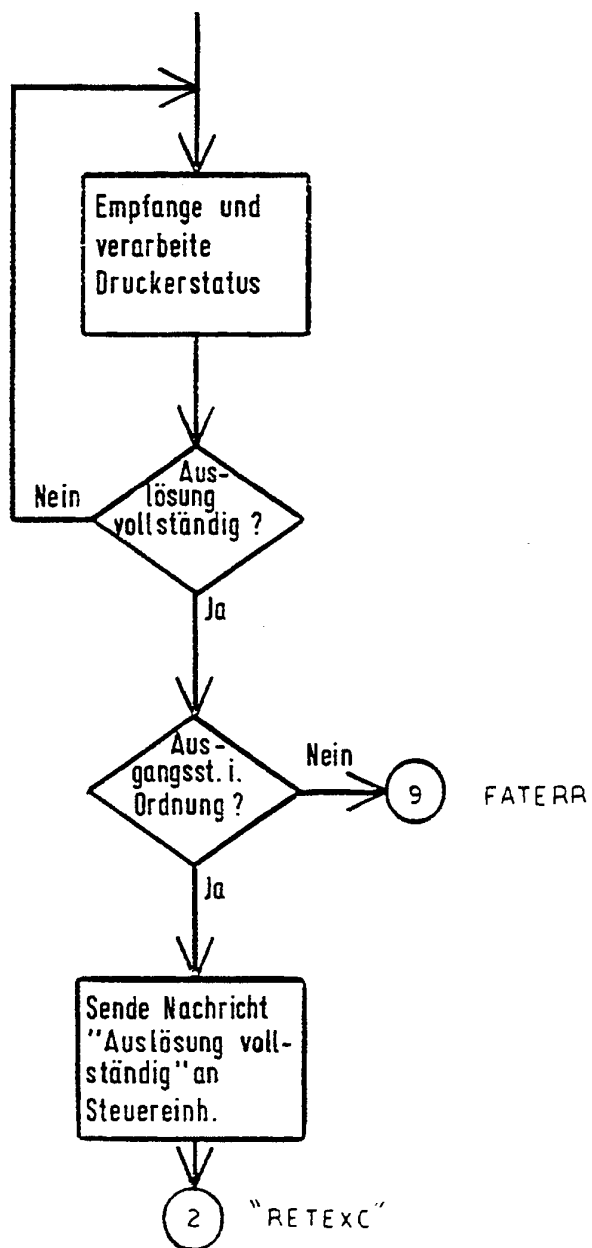 Empfange und
verarbeite
Druckerstatus
Aus-
lösung
vollständig ?
Nein
Ja
Aus-
gangsst. i.
Ordnung ?
Nein
9 FATERR
Ja
Sende Nachricht
"Auslösung voll-
ständig" an
Steuereinh.
2 "RETEXC"